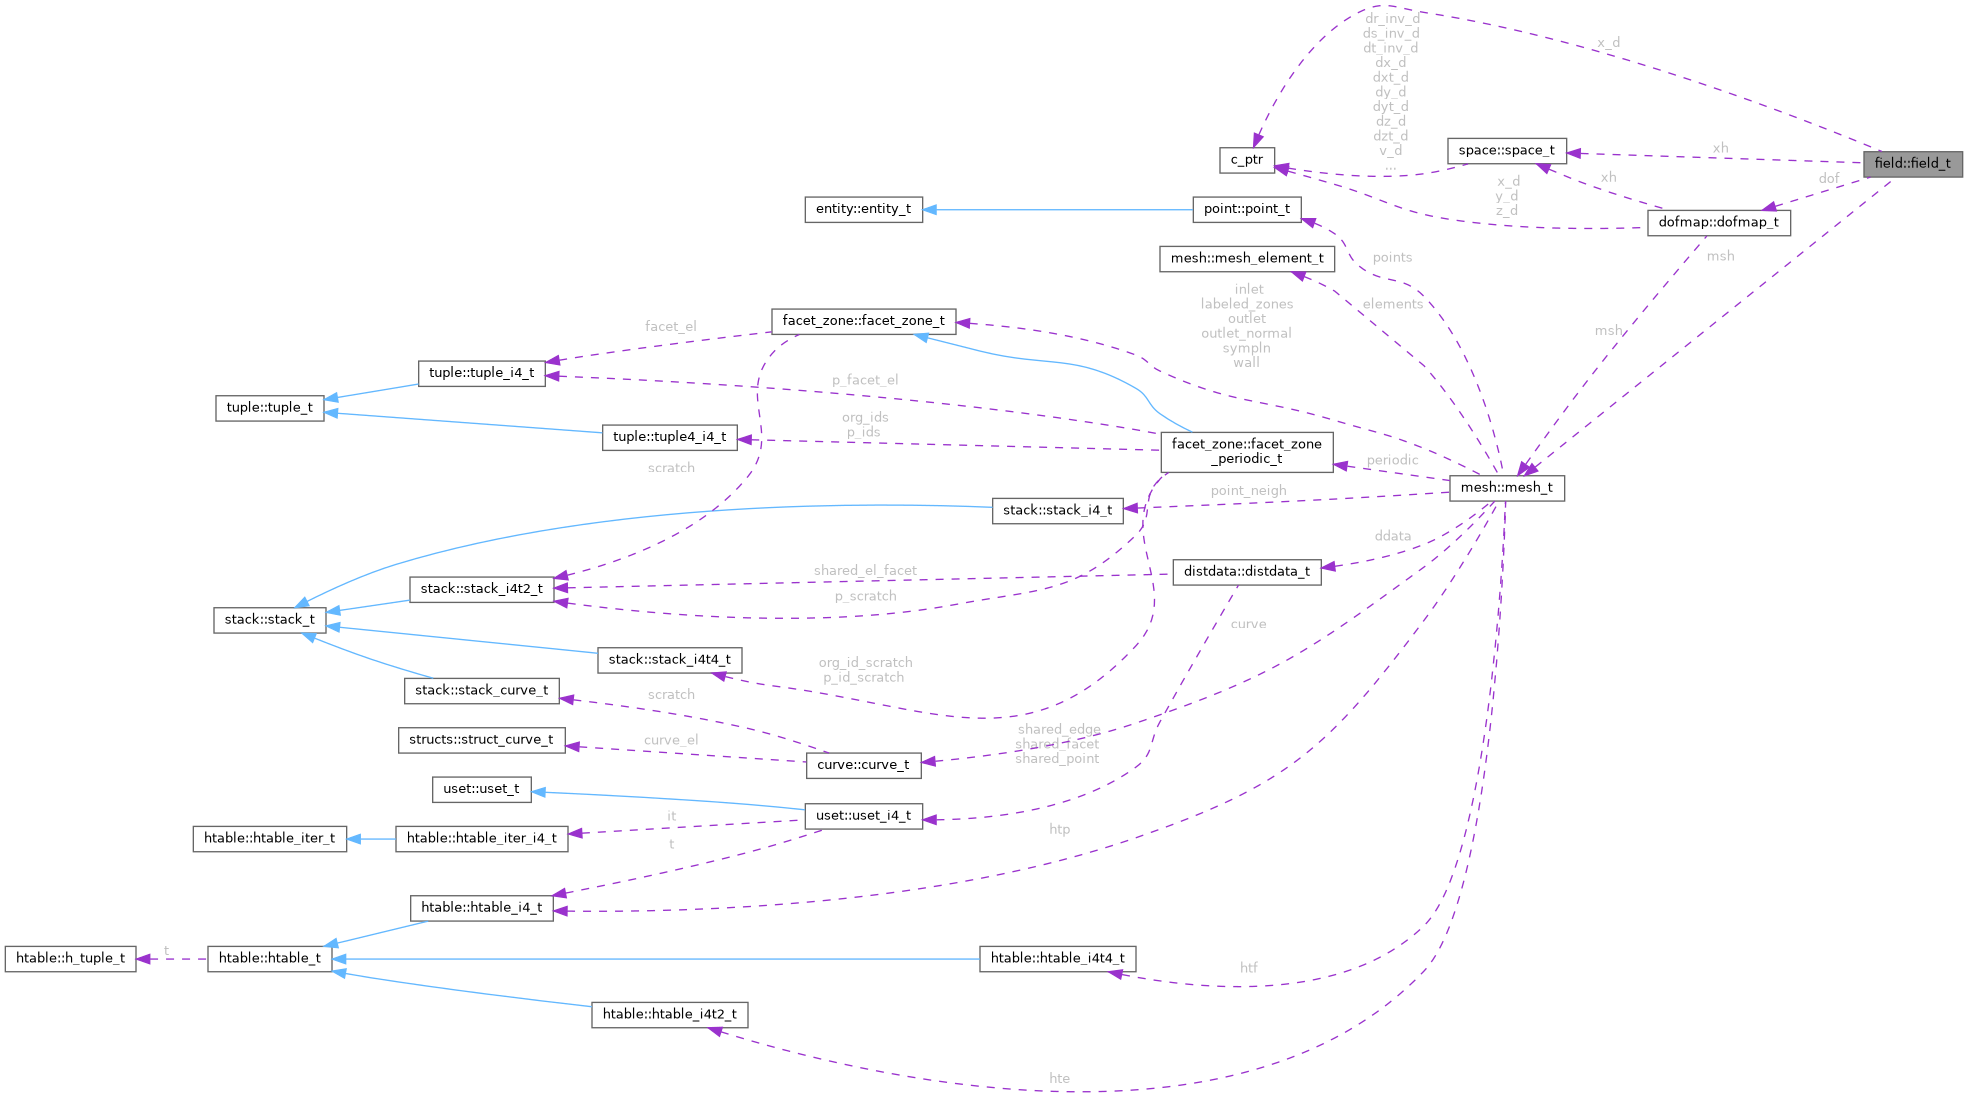 dr_inv_d
ds_inv_d
dt_inv_d
dx_d
dxt_d
dy_d
dyt_d
dz_d
dzt_d
v_d
...
x_d
c_ptr
space::space_t
xh
field::field_t
xh
dof
x_d
y_d
z_d
entity::entity_t
point::point_t
dofmap::dofmap_t
mesh::mesh_element_t
points
msh
inlet
labeled_zones
outlet
outlet_normal
sympln
wall
elements
facet_zone::facet_zone_t
facet_el
msh
tuple::tuple_i4_t
p_facet_el
tuple::tuple_t
org_ids
p_ids
tuple::tuple4_i4_t
facet_zone::facet_zone
_periodic_t
periodic
scratch
mesh::mesh_t
point_neigh
stack::stack_i4_t
ddata
shared_el_facet
distdata::distdata_t
stack::stack_i4t2_t
p_scratch
stack::stack_t
curve
stack::stack_i4t4_t
org_id_scratch
p_id_scratch
stack::stack_curve_t
scratch
structs::struct_curve_t
curve_el
shared_edge
shared_facet
shared_point
curve::curve_t
uset::uset_t
uset::uset_i4_t
it
t
htable::htable_iter_t
htable::htable_iter_i4_t
htp
htable::htable_i4_t
htable::h_tuple_t
t
htable::htable_t
htable::htable_i4t4_t
htf
htable::htable_i4t2_t
hte